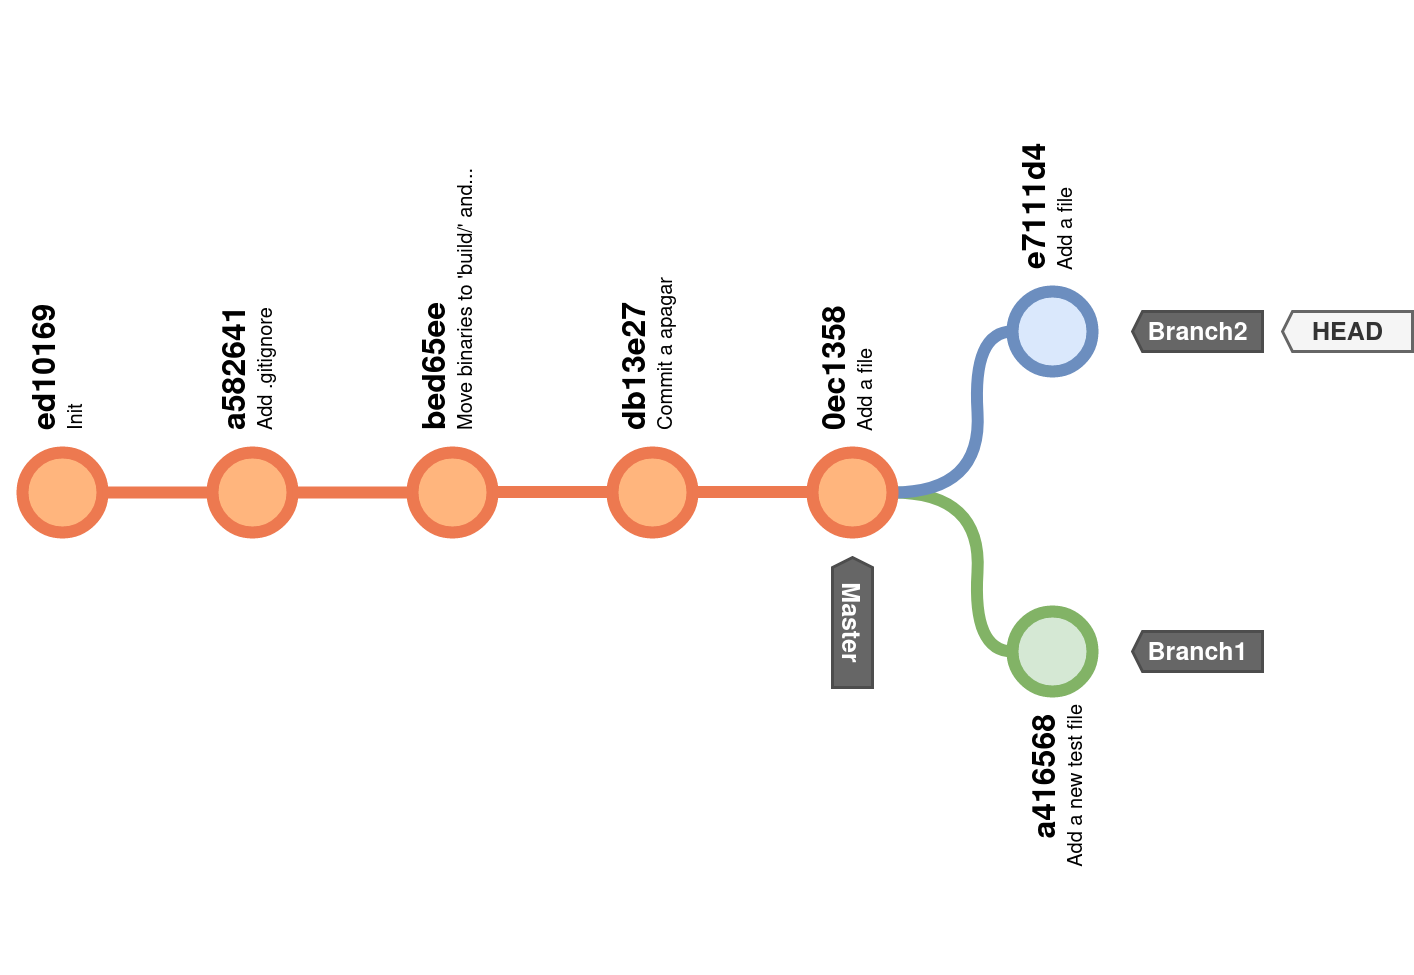 ed10169
Init
a582641
Add .gitignore
bed65ee
Move binaries to 'build/' and...
db13e27
Commit a apagar
0ec1358
Add a file
Master
e7111d4
Add a file
Branch2
HEAD
Branch1
a416568
Add a new test file